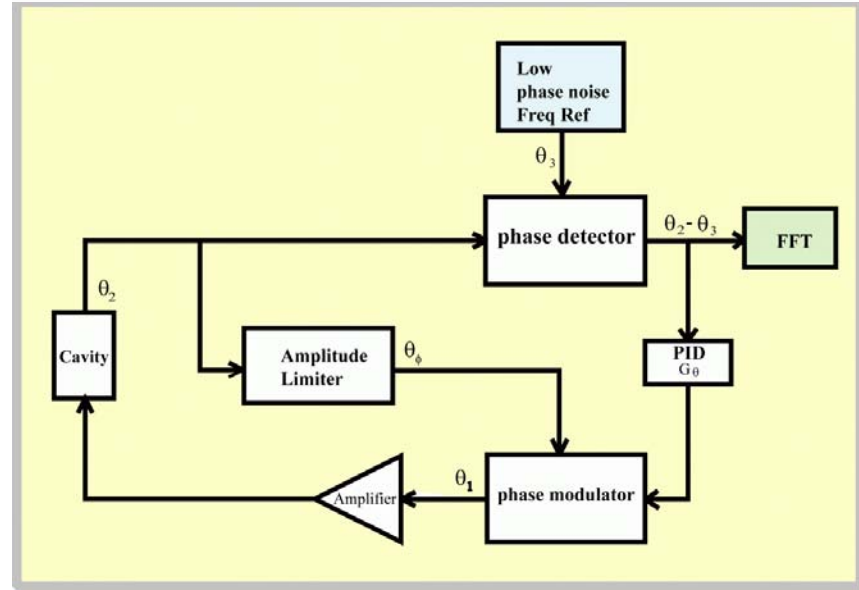 Low
phase noise
Freq Ref
θ₃
phase detector
θ₂- θ₃
FFT
θ₂
Cavity
Amplitude
Limiter
θϕ
PID
Gθ
θ₁
Amplifier
phase modulator